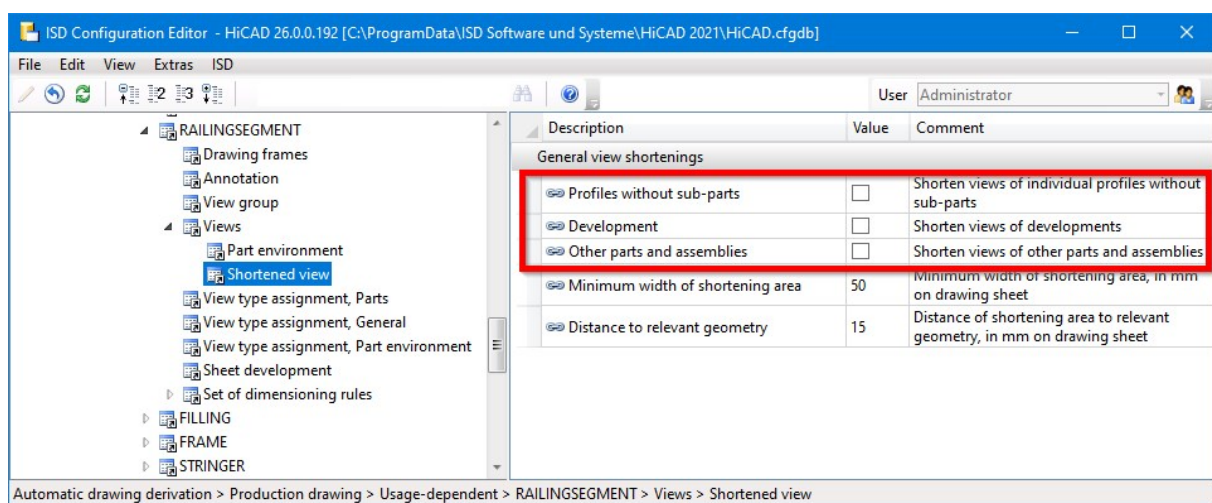 ISD Configuration Editor - HiCAD 26.0.0.192 [C:\ProgramData\ISD Software und Systeme\HiCAD 2021\HiCAD.cfgdb]
File Edit View Extras ISD
2 3 User Administrator
RAILINGSEGMENT
Drawing frames
Annotation
View group
Views
Part environment
Shortened view
View type assignment, Parts
View type assignment, General
View type assignment, Part environment
Sheet development
Set of dimensioning rules
FILLING
FRAME
STRINGER
Description Value Comment
General view shortenings
Profiles without sub-parts Shorten views of individual profiles without
sub-parts
Development Shorten views of developments
Other parts and assemblies Shorten views of other parts and assemblies
Minimum width of shortening area 50 Minimum width of shortening area, in mm
on drawing sheet
Distance to relevant geometry 15 Distance of shortening area to relevant
geometry, in mm on drawing sheet
Automatic drawing derivation > Production drawing > Usage-dependent > RAILINGSEGMENT > Views > Shortened view